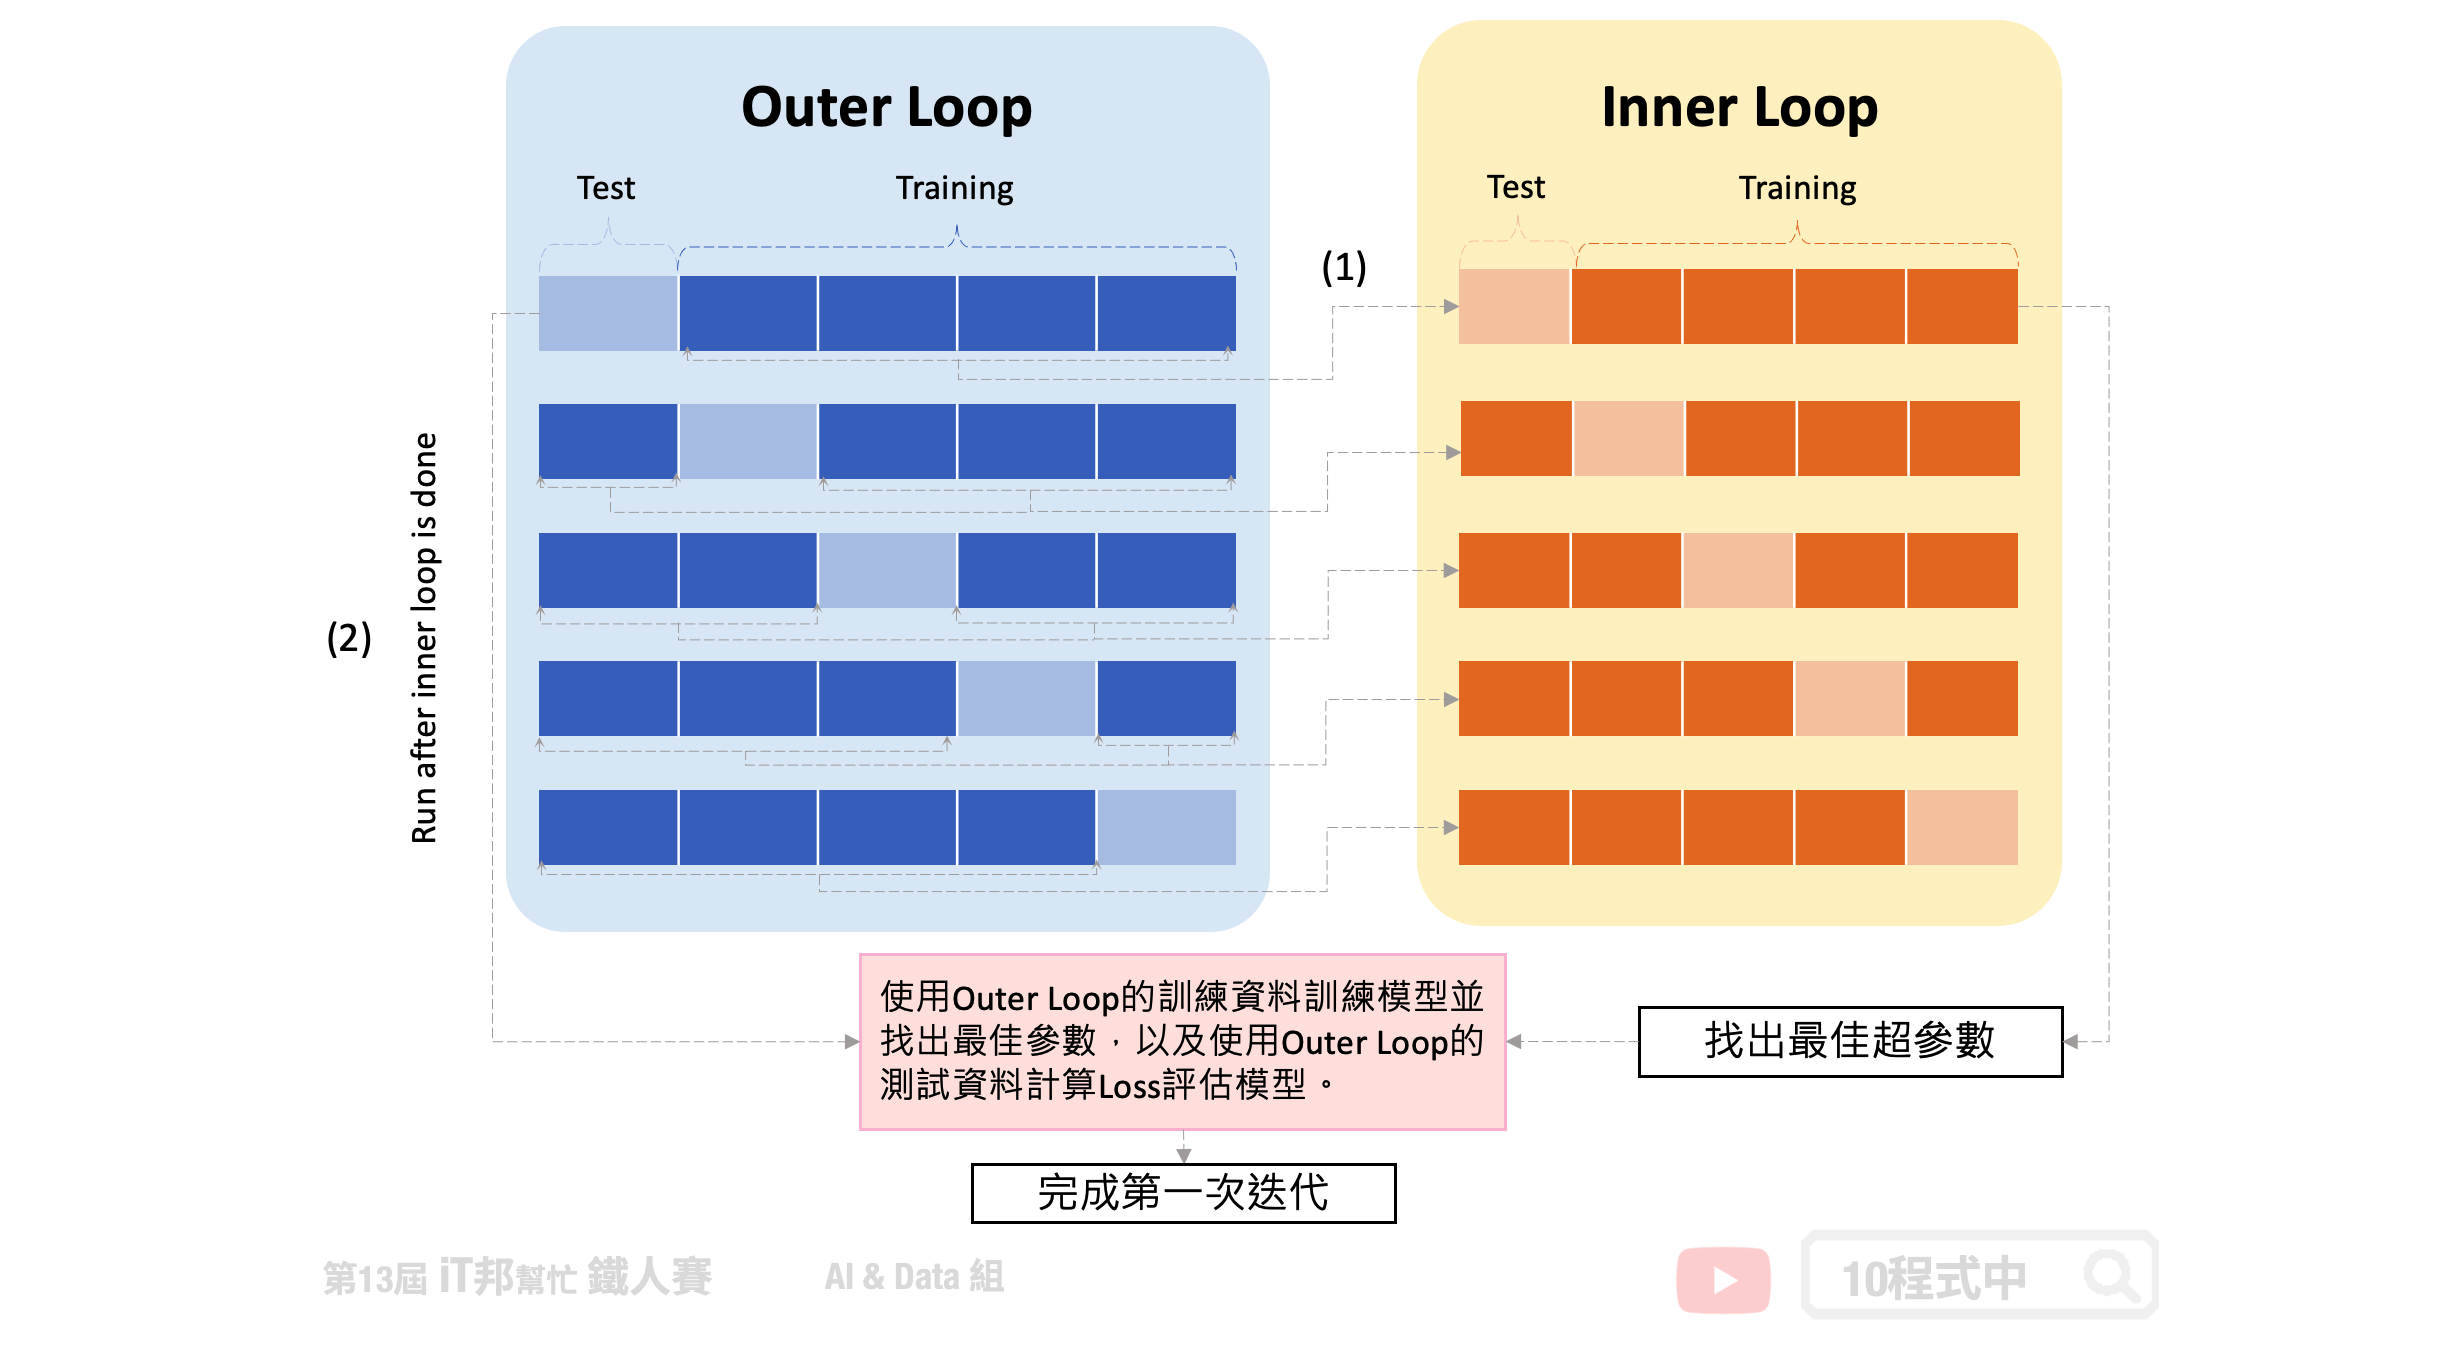 Outer Loop
Inner Loop
Test
Training
Test
Training
(1)
(2)
Run after inner loop is done
使用Outer Loop的訓練資料訓練模型並
找出最佳參數，以及使用Outer Loop的
測試資料計算Loss評估模型。
找出最佳超參數
完成第一次迭代
第13屆 iT邦幫忙 鐵人賽
AI & Data 組
10程式中